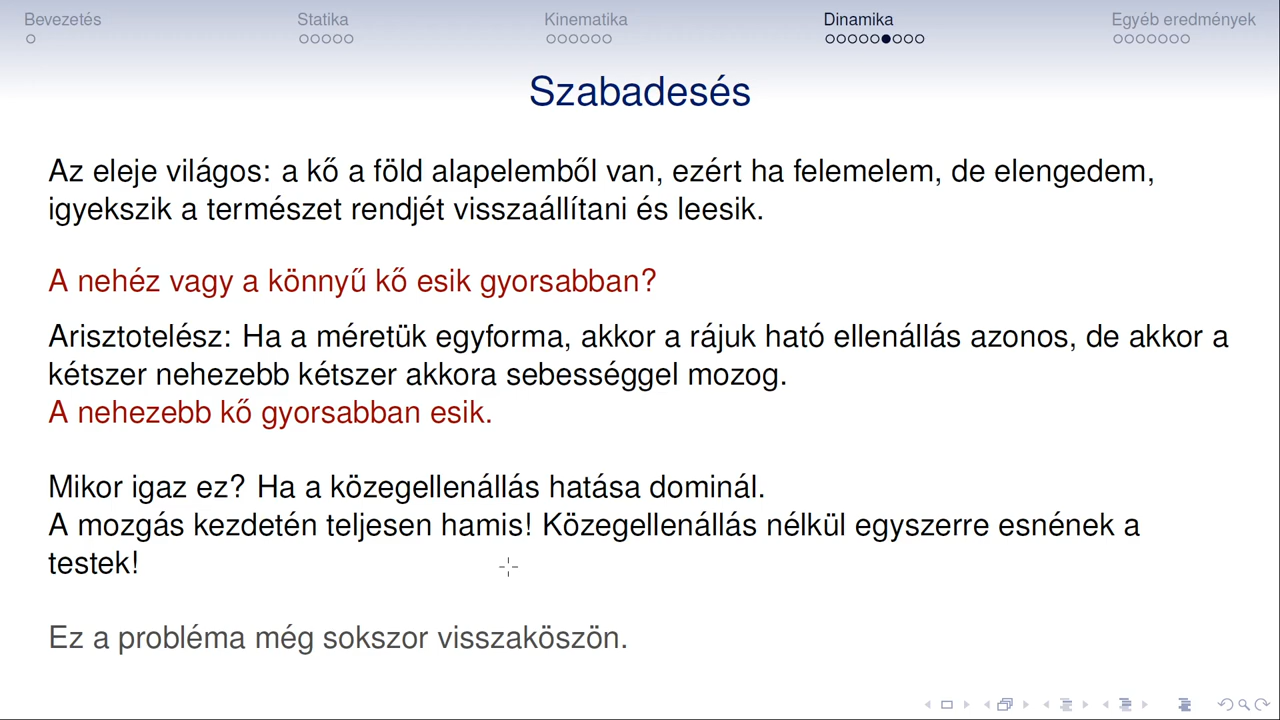 Bevezetés Statika Kinematika Dinamika Egyéb eredmények
Szabadesés
Az eleje világos: a kő a föld alapelemből van, ezért ha felemelem, de elengedem,
igyekszik a természet rendjét visszaállítani és leesik.
A nehéz vagy a könnyű kő esik gyorsabban?
Arisztotelész: Ha a méretük egyforma, akkor a rájuk ható ellenállás azonos, de akkor a
kétszer nehezebb kétszer akkora sebességgel mozog.
A nehezebb kő gyorsabban esik.
Mikor igaz ez? Ha a közegellenállás hatása dominál.
A mozgás kezdetén teljesen hamis! Közegellenállás nélkül egyszerre esnének a
testek!
Ez a probléma még sokszor visszaköszön.